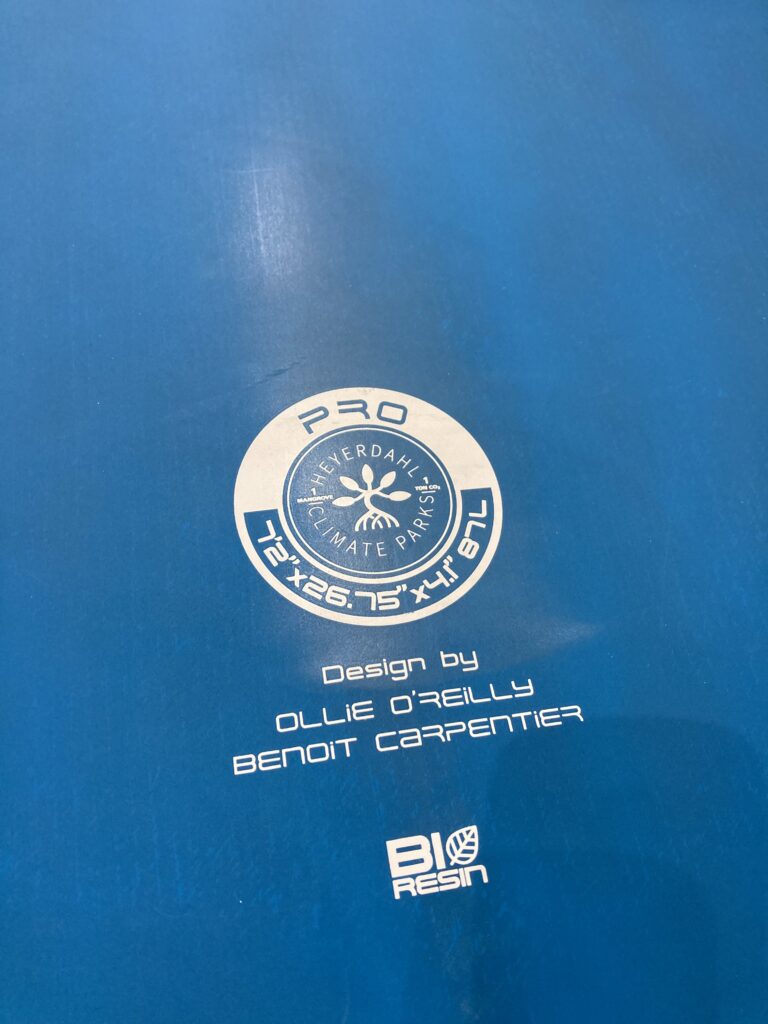 PRO
HEYERDAHL
1
MANGROVE
1
TON CO₂
CLIMATE PARKS
7'2"x26.75"x4.1" 87L
Design by
OLLiE O'REiLLY
BENOiT CaRPENTiER
BIO
RESIN